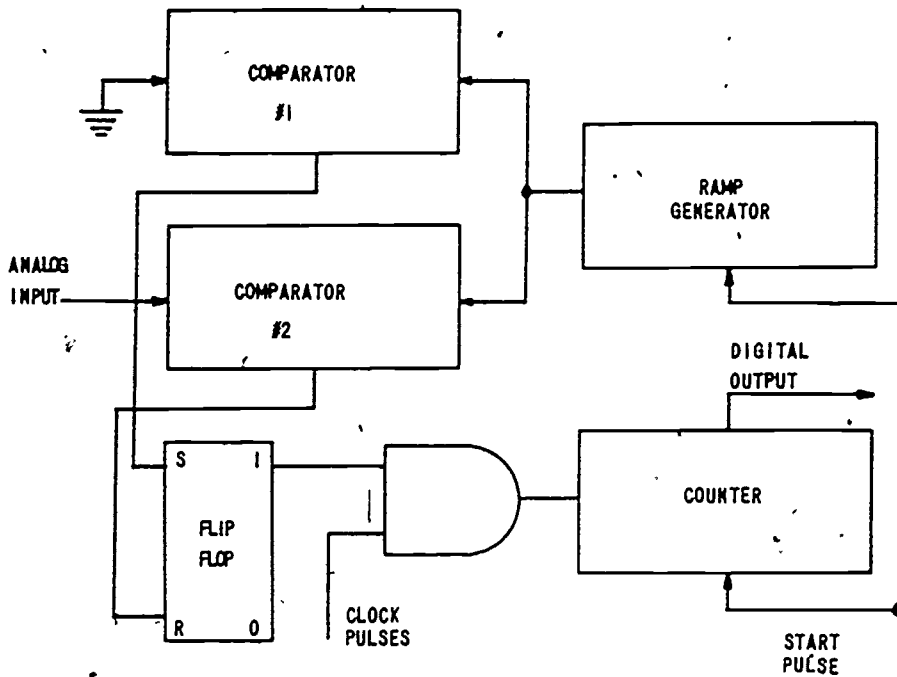 COMPARATOR
#1
RAMP
GENERATOR
ANALOG
INPUT
COMPARATOR
#2
DIGITAL
OUTPUT
S 1
FLIP
FLOP
R 0
COUNTER
CLOCK
PULSES
START
PULSE